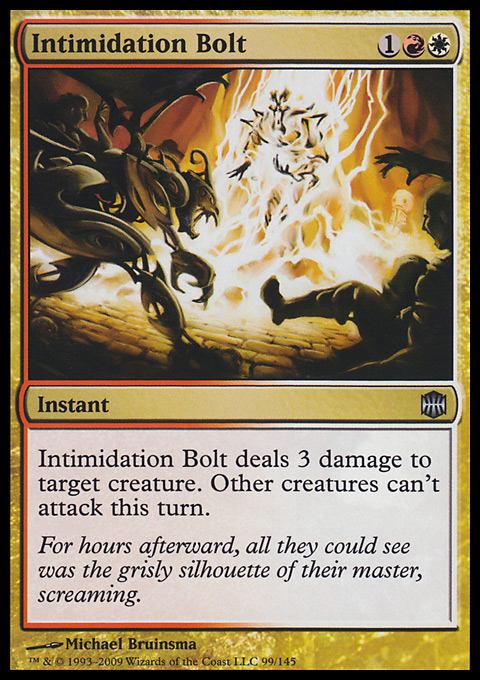 Intimidation Bolt 1
Instant
Intimidation Bolt deals 3 damage to
target creature. Other creatures can't
attack this turn.
For hours afterward, all they could see
was the grisly silhouette of their master,
screaming.
Michael Bruinsma
™ & © 1993–2009 Wizards of the Coast LLC 99/145